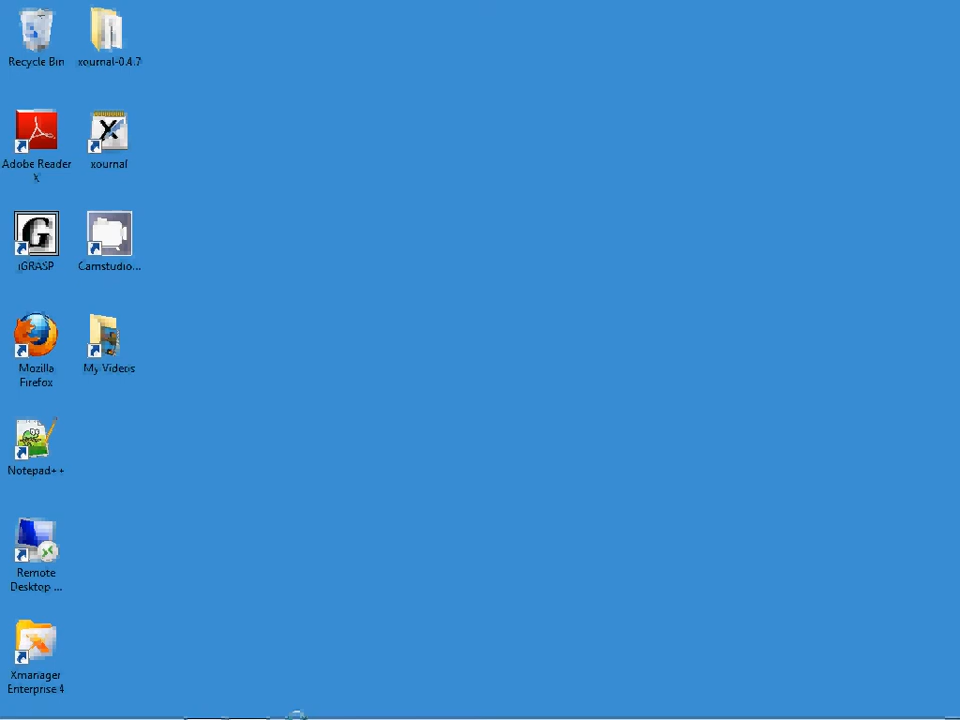 Recycle Bin
xournal-0.4.7
Adobe Reader
X
xournal
G
jGRASP
Camstudio...
Mozilla
Firefox
My Videos
Notepad++
Remote
Desktop ...
Xmanager
Enterprise 4